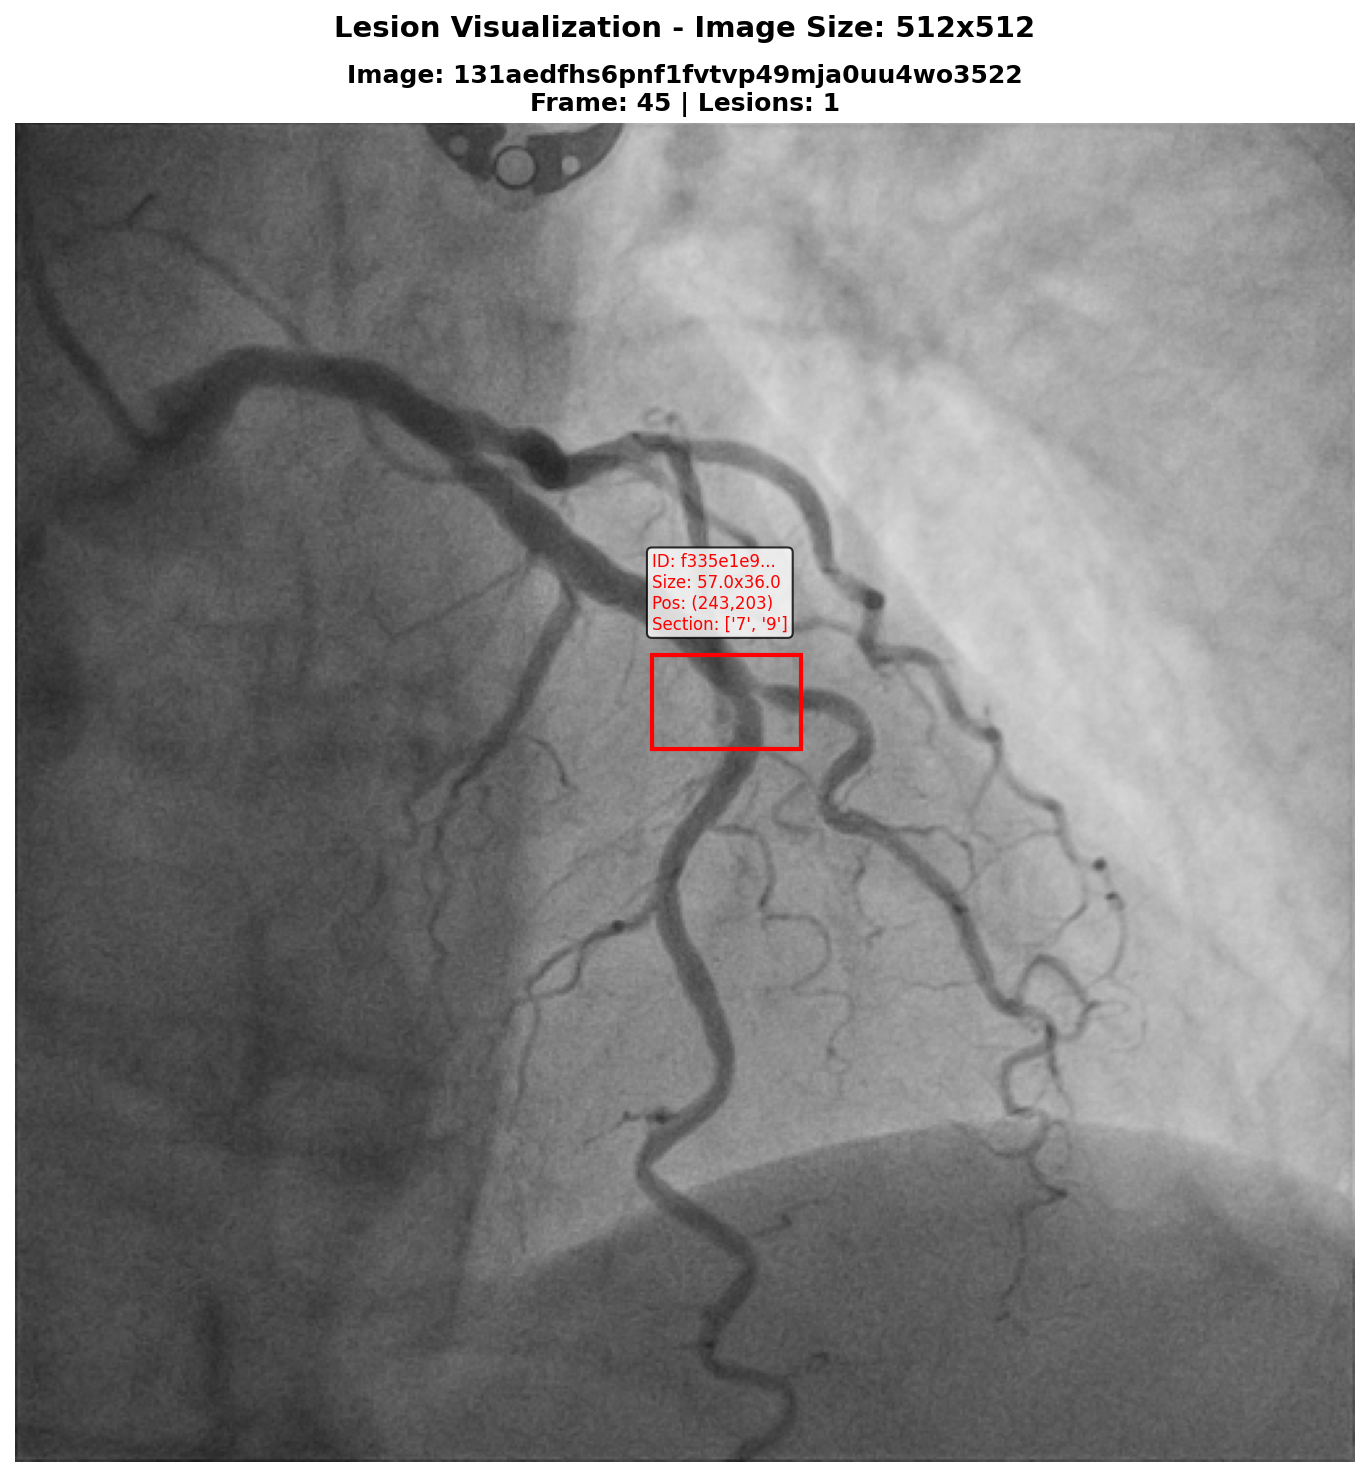 Lesion Visualization - Image Size: 512x512
Image: 131aedfhs6pnf1fvtvp49mja0uu4wo3522
Frame: 45 | Lesions: 1
ID: f335e1e9...
Size: 57.0x36.0
Pos: (243,203)
Section: ['7', '9']